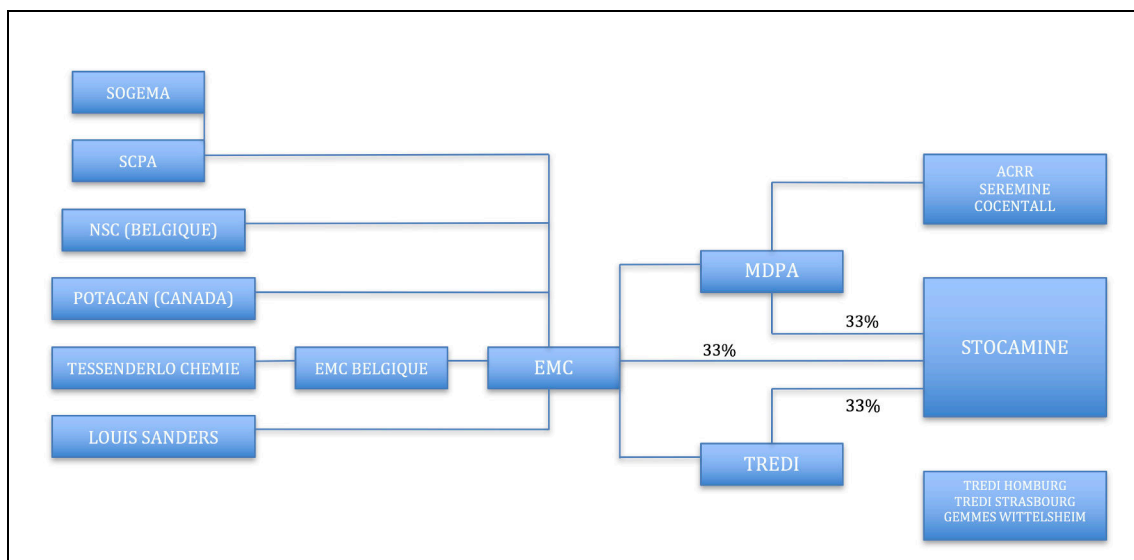 SOGEMA
SCPA
NSC (BELGIQUE)
POTACAN (CANADA)
TESSENDERLO CHEMIE
EMC BELGIQUE
EMC
LOUIS SANDERS
MDPA
TREDI
33%
33%
33%
ACRR
SEREMINE
COCENTALL
STOCAMINE
TREDI HOMBURG
TREDI STRASBOURG
GEMMES WITTELSHEIM